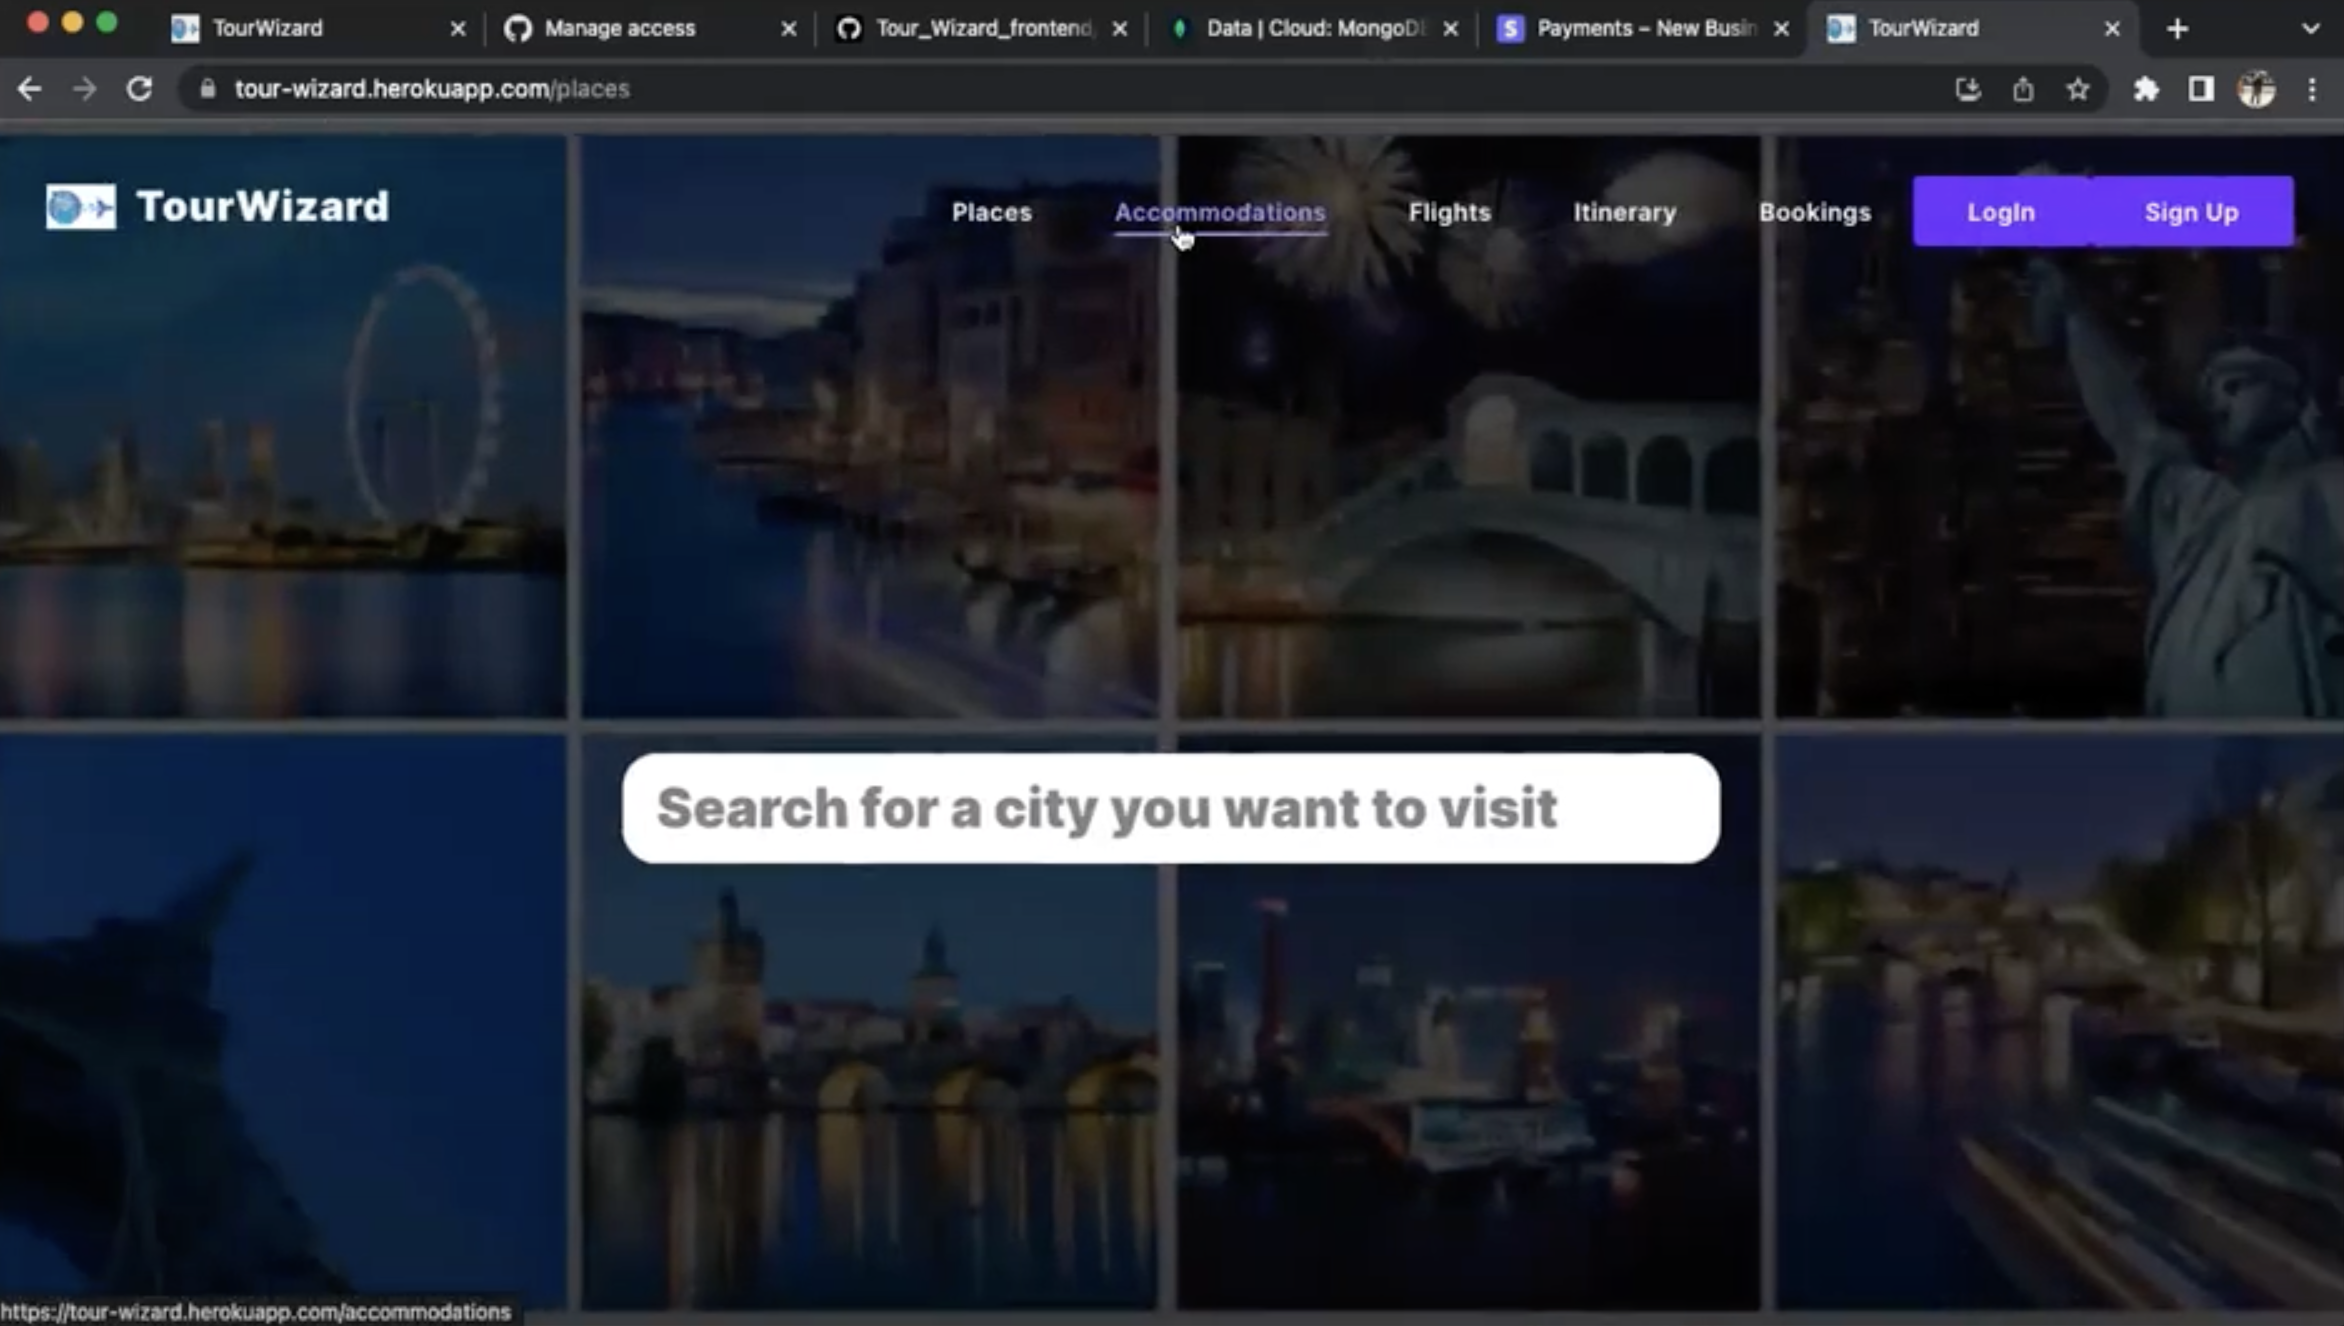 TourWizard
Manage access
Tour_Wizard_frontend
Data | Cloud: MongoDB
Payments – New Busin
TourWizard
tour-wizard.herokuapp.com/places
TourWizard
Places
Accommodations
Flights
Itinerary
Bookings
LogIn
Sign Up
Search for a city you want to visit
https://tour-wizard.herokuapp.com/accommodations